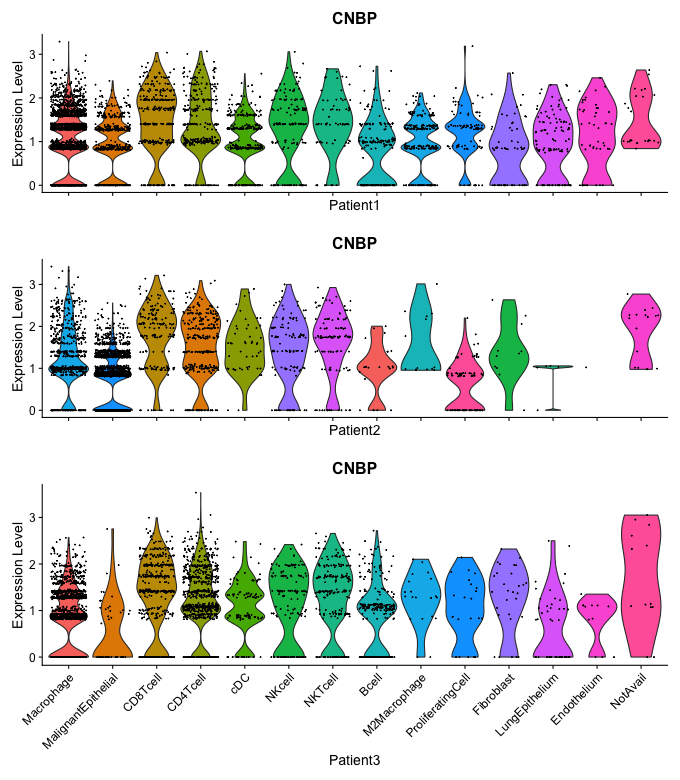 CNBP
Expression Level
3
2
1
0
Patient1
CNBP
Expression Level
3
2
1
0
Patient2
CNBP
Expression Level
3
2
1
0
Macrophage
MalignantEpithelial
CD8Tcell
CD4Tcell
cDC
NKcell
NKTcell
Bcell
M2Macrophage
ProliferatingCell
Fibroblast
LungEpithelium
Endothelium
NotAvail
Patient3